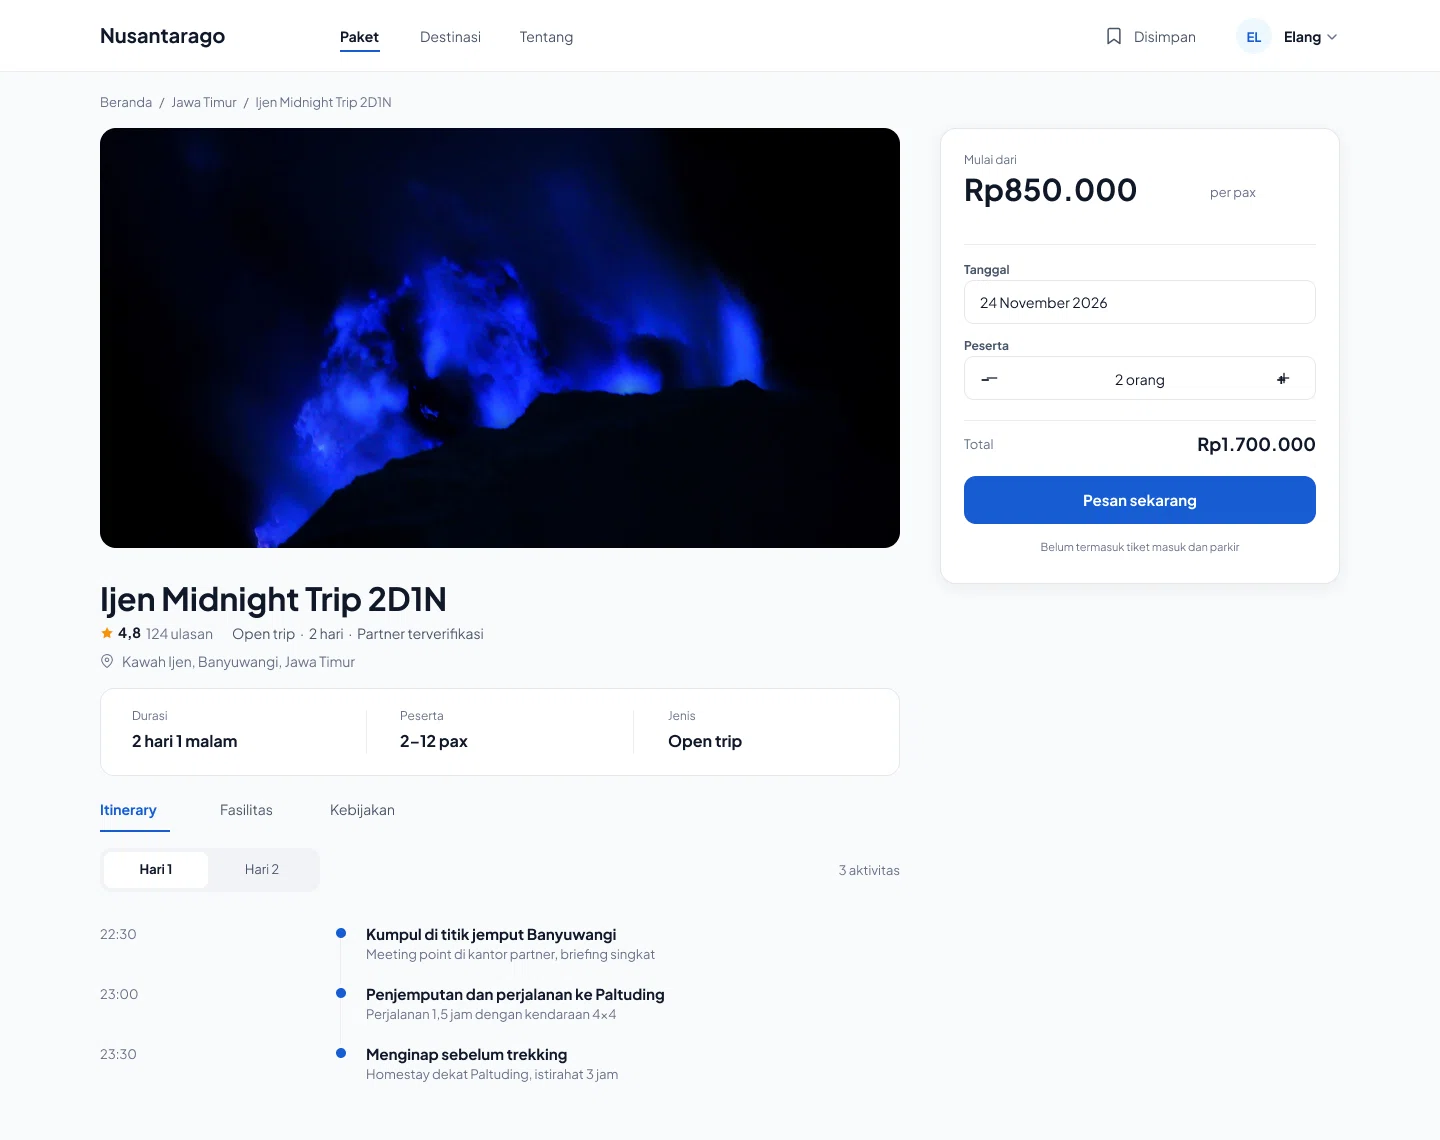 Nusantarago
Paket
Destinasi
Tentang
Disimpan
EL
Elang
Beranda / Jawa Timur / Ijen Midnight Trip 2D1N
Mulai dari
Rp850.000
per pax
Tanggal
24 November 2026
Peserta
2 orang
Total
Rp1.700.000
Pesan sekarang
Belum termasuk tiket masuk dan parkir
Ijen Midnight Trip 2D1N
4,8 124 ulasan Open trip · 2 hari · Partner terverifikasi
Kawah Ijen, Banyuwangi, Jawa Timur
Durasi
2 hari 1 malam
Peserta
2–12 pax
Jenis
Open trip
Itinerary
Fasilitas
Kebijakan
Hari 1
Hari 2
3 aktivitas
22:30
Kumpul di titik jemput Banyuwangi
Meeting point di kantor partner, briefing singkat
23:00
Penjemputan dan perjalanan ke Paltuding
Perjalanan 1,5 jam dengan kendaraan 4×4
23:30
Menginap sebelum trekking
Homestay dekat Paltuding, istirahat 3 jam